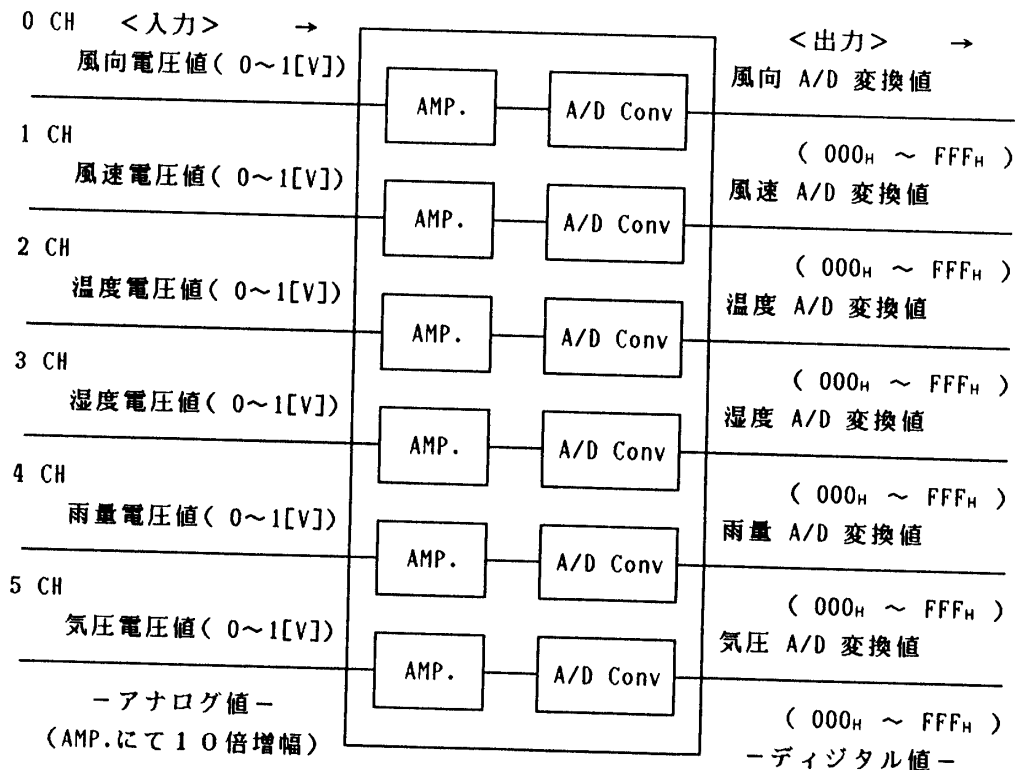 0 CH <入力> →
風向電圧値( 0~1[V])
AMP.
A/D Conv
<出力> →
風向 A/D 変換値
( 000H ~ FFFH )
1 CH
風速電圧値( 0~1[V])
AMP.
A/D Conv
風速 A/D 変換値
( 000H ~ FFFH )
2 CH
温度電圧値( 0~1[V])
AMP.
A/D Conv
温度 A/D 変換値
( 000H ~ FFFH )
3 CH
湿度電圧値( 0~1[V])
AMP.
A/D Conv
湿度 A/D 変換値
( 000H ~ FFFH )
4 CH
雨量電圧値( 0~1[V])
AMP.
A/D Conv
雨量 A/D 変換値
( 000H ~ FFFH )
5 CH
気圧電圧値( 0~1[V])
AMP.
A/D Conv
気圧 A/D 変換値
( 000H ~ FFFH )
-アナログ値-
(AMP.にて10倍増幅)
-ディジタル値-